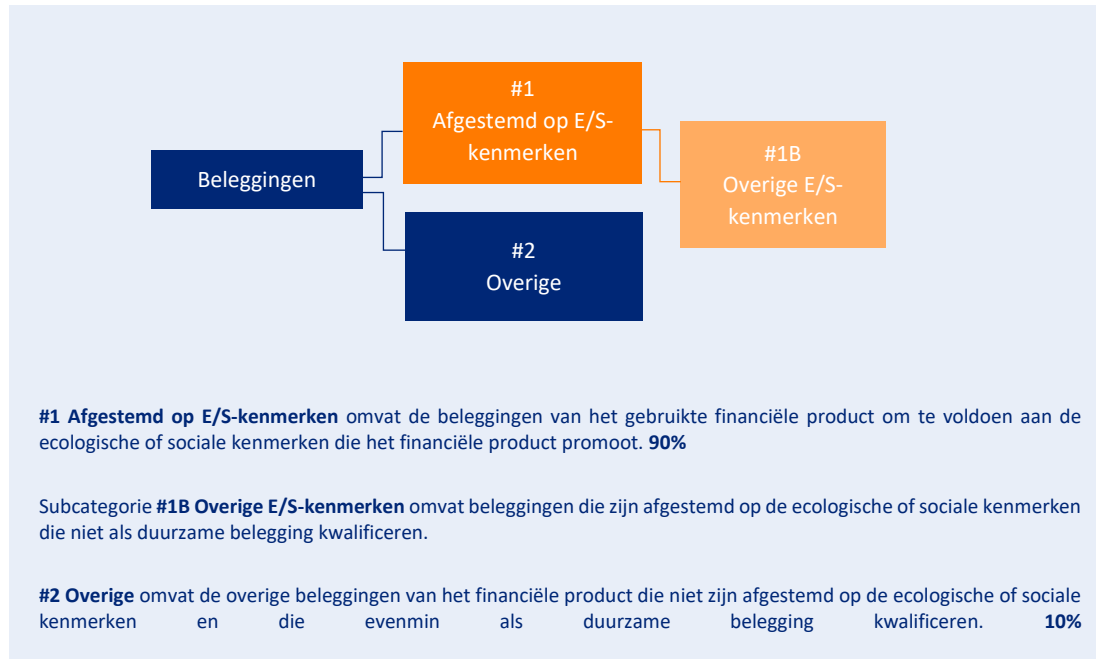 #1
Afgestemd op E/S-
kenmerken
Beleggingen
#1B
Overige E/S-
kenmerken
#2
Overige
#1 Afgestemd op E/S-kenmerken omvat de beleggingen van het gebruikte financiële product om te voldoen aan de
ecologische of sociale kenmerken die het financiële product promoot. 90%
Subcategorie #1B Overige E/S-kenmerken omvat beleggingen die zijn afgestemd op de ecologische of sociale kenmerken
die niet als duurzame belegging kwalificeren.
#2 Overige omvat de overige beleggingen van het financiële product die niet zijn afgestemd op de ecologische of sociale
kenmerken en die evenmin als duurzame belegging kwalificeren. 10%